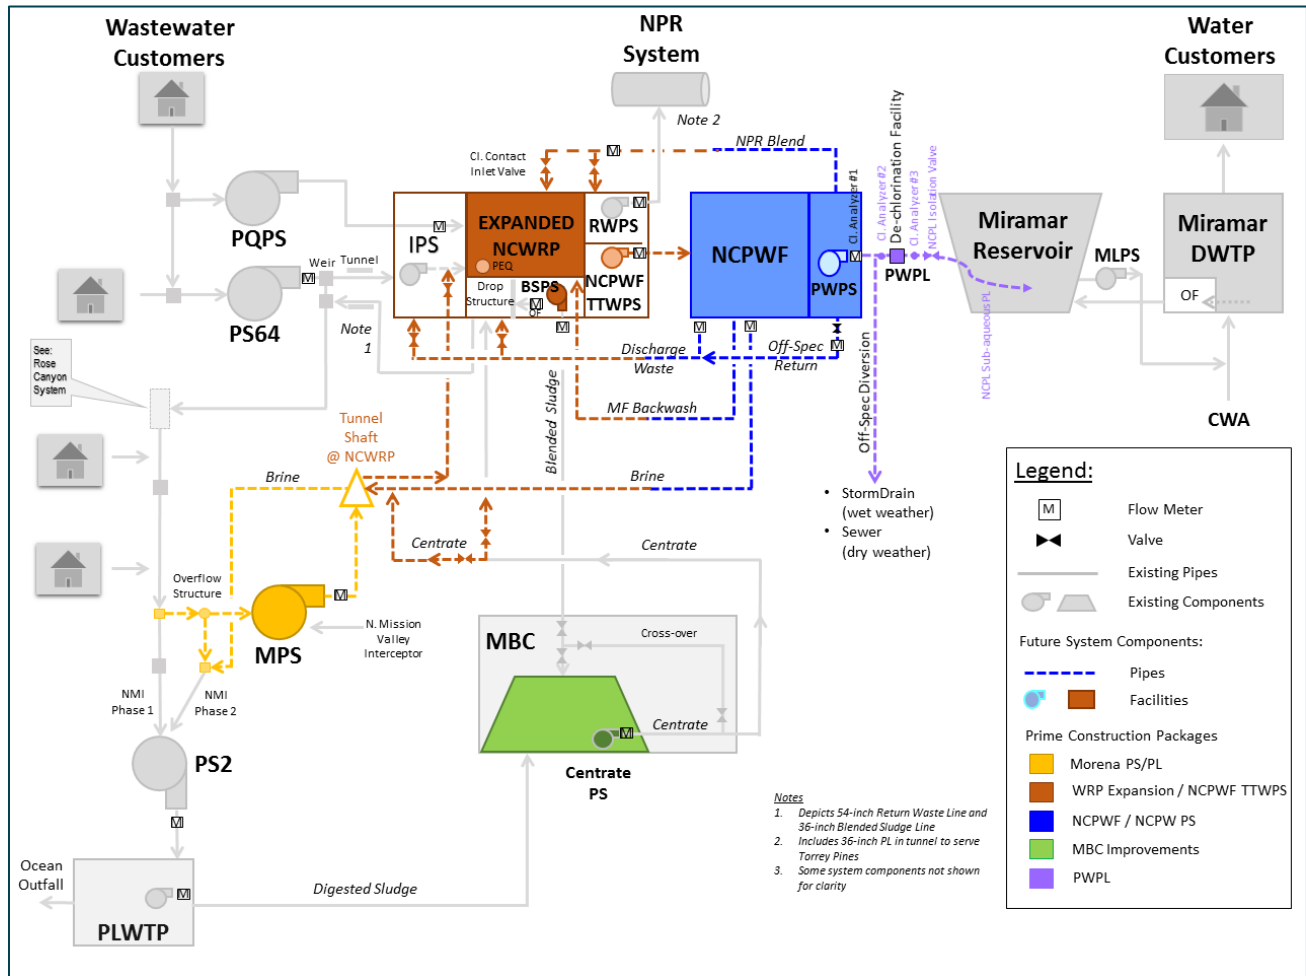 Wastewater
Customers
NPR
System
Water
Customers
Note 2
NPR Blend
Cl. Contact
Inlet Valve
M
Cl. Analyzer #1
Cl. Analyzer #2
De-chlorination Facility
Cl. Analyzer #3
NCPL Isolation Valve
PQPS
M
IPS
EXPANDED
NCWRP
PEQ
RWPS
M
M
NCPWF
TTWPS
NCPWF
PWPS
M
PWPL
Miramar
Reservoir
MLPS
M
Miramar
DWTP
OF
Weir
Tunnel
M
PS64
Drop
Structure
BSPS
M
OF
M
Note
1
M
M
M
Discharge
Waste
Off-Spec
Return
NCPL Sub-aqueous PL
See:
Rose
Canyon
System
Blended Sludge
MF Backwash
Off-Spec Diversion
CWA
Tunnel
Shaft
@ NCWRP
Brine
Brine
• StormDrain
(wet weather)
• Sewer
(dry weather)
Centrate
Centrate
Overflow
Structure
M
MPS
N. Mission
Valley
Interceptor
MBC
Cross-over
Centrate
M
Centrate
PS
NMI
Phase 1
NMI
Phase 2
PS2
M
Ocean
Outfall
M
PLWTP
Digested Sludge
Notes
1. Depicts 54-inch Return Waste Line and
36-inch Blended Sludge Line
2. Includes 36-inch PL in tunnel to serve
Torrey Pines
3. Some system components not shown
for clarity
Legend:
M Flow Meter
Valve
Existing Pipes
Existing Components
Future System Components:
Pipes
Facilities
Prime Construction Packages
Morena PS/PL
WRP Expansion / NCPWF TTWPS
NCPWF / NCPW PS
MBC Improvements
PWPL